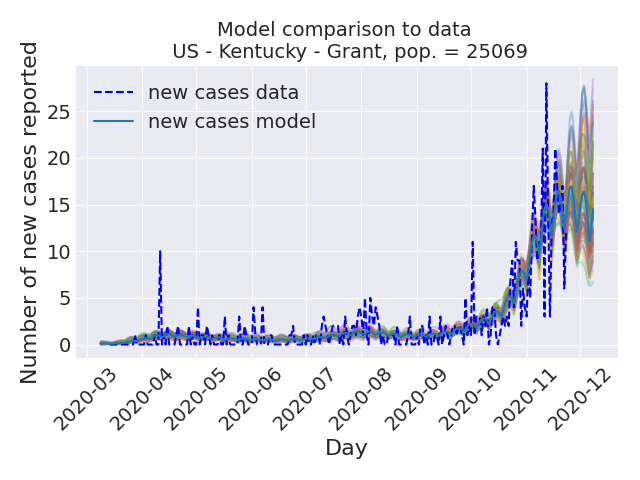 Model comparison to data
US - Kentucky - Grant, pop. = 25069
Number of new cases reported
25
20
15
10
5
0
new cases data
new cases model
2020-03
2020-04
2020-05
2020-06
2020-07
2020-08
2020-09
2020-10
2020-11
2020-12
Day